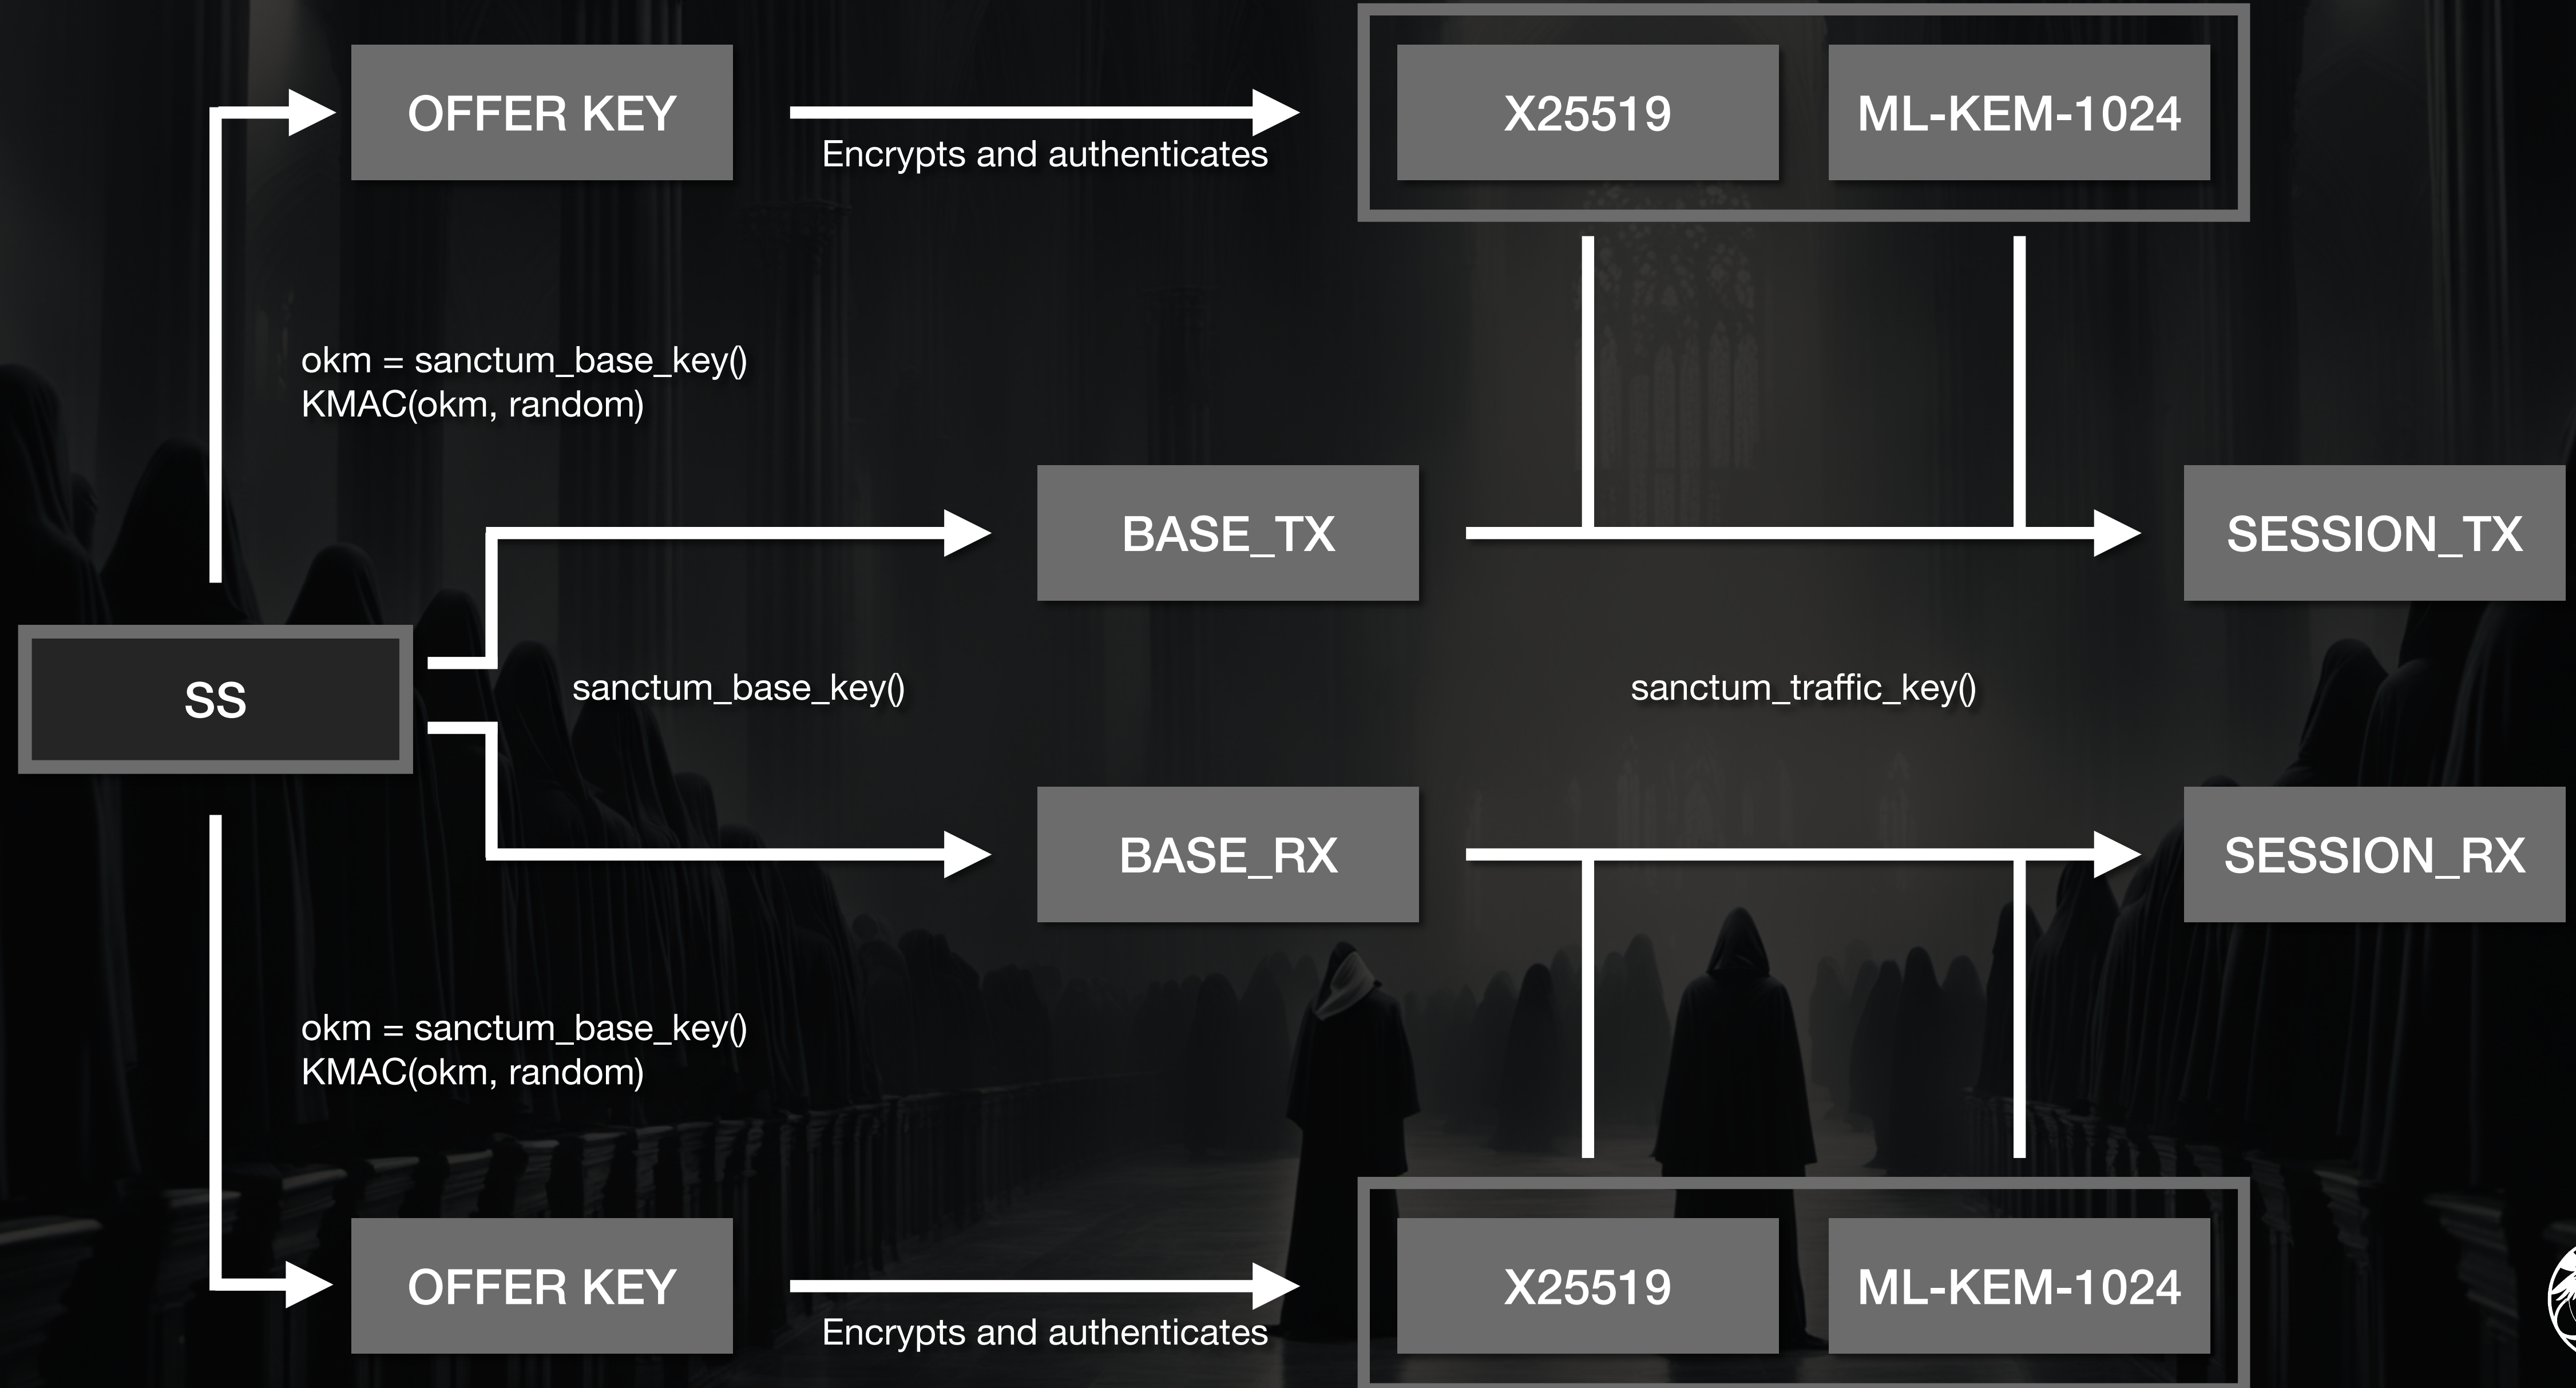 OFFER KEY
Encrypts and authenticates
X25519
ML-KEM-1024
okm = sanctum_base_key()
KMAC(okm, random)
BASE_TX
SESSION_TX
SS
sanctum_base_key()
sanctum_traffic_key()
BASE_RX
SESSION_RX
okm = sanctum_base_key()
KMAC(okm, random)
OFFER KEY
Encrypts and authenticates
X25519
ML-KEM-1024